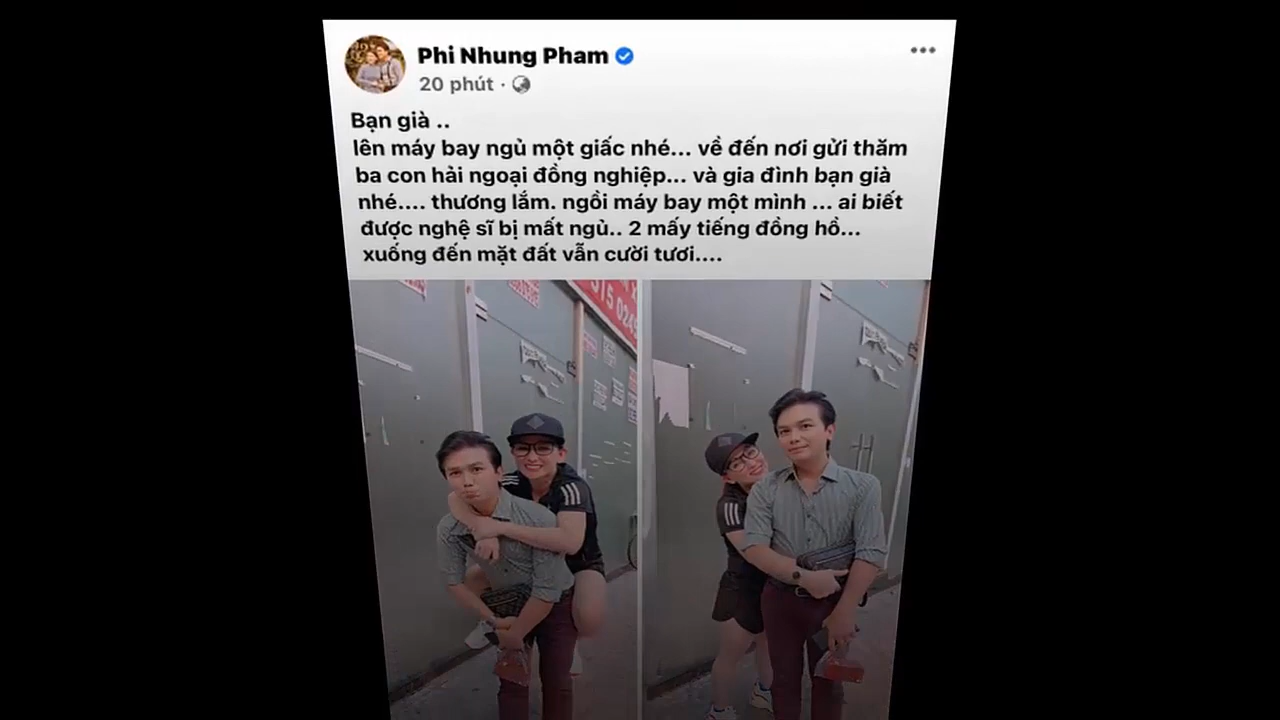 Phi Nhung Pham
20 phút ·
Bạn già ..
lên máy bay ngủ một giấc nhé... về đến nơi gửi thăm
ba con hải ngoại đồng nghiệp... và gia đình bạn già
nhé.... thương lắm. ngồi máy bay một mình ... ai biết
được nghệ sĩ bị mất ngủ.. 2 mấy tiếng đồng hồ...
xuống đến mặt đất vẫn cười tươi....